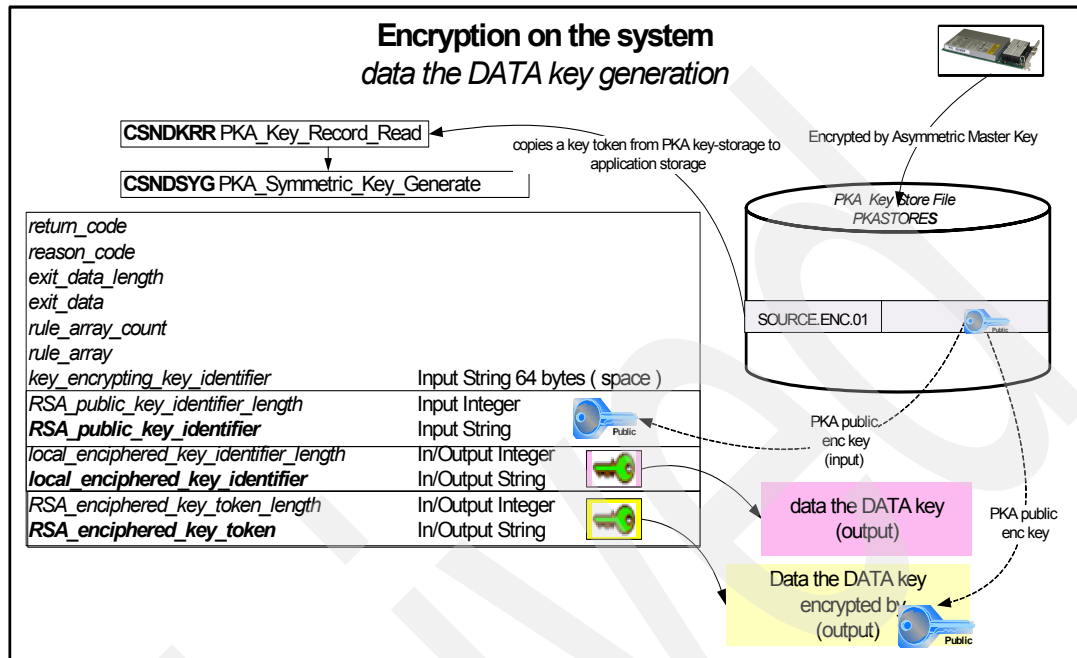 Encryption on the system
data the DATA key generation
CSNDKRR PKA_Key_Record_Read
CSNDSYG PKA_Symmetric_Key_Generate
copies a key token from PKA key-storage to
application storage
Encrypted by Asymmetric Master Key
PKA Key Store File
PKASTORES
SOURCE.ENC.01
Public
return_code
reason_code
exit_data_length
exit_data
rule_array_count
rule_array
key_encrypting_key_identifier Input String 64 bytes ( space )
RSA_public_key_identifier_length Input Integer
RSA_public_key_identifier Input String
Public
local_enciphered_key_identifier_length In/Output Integer
local_enciphered_key_identifier In/Output String
RSA_enciphered_key_token_length In/Output Integer
RSA_enciphered_key_token In/Output String
PKA public
enc key
(input)
data the DATA key
(output)
PKA public
enc key
Data the DATA key
encrypted by
(output)
Public